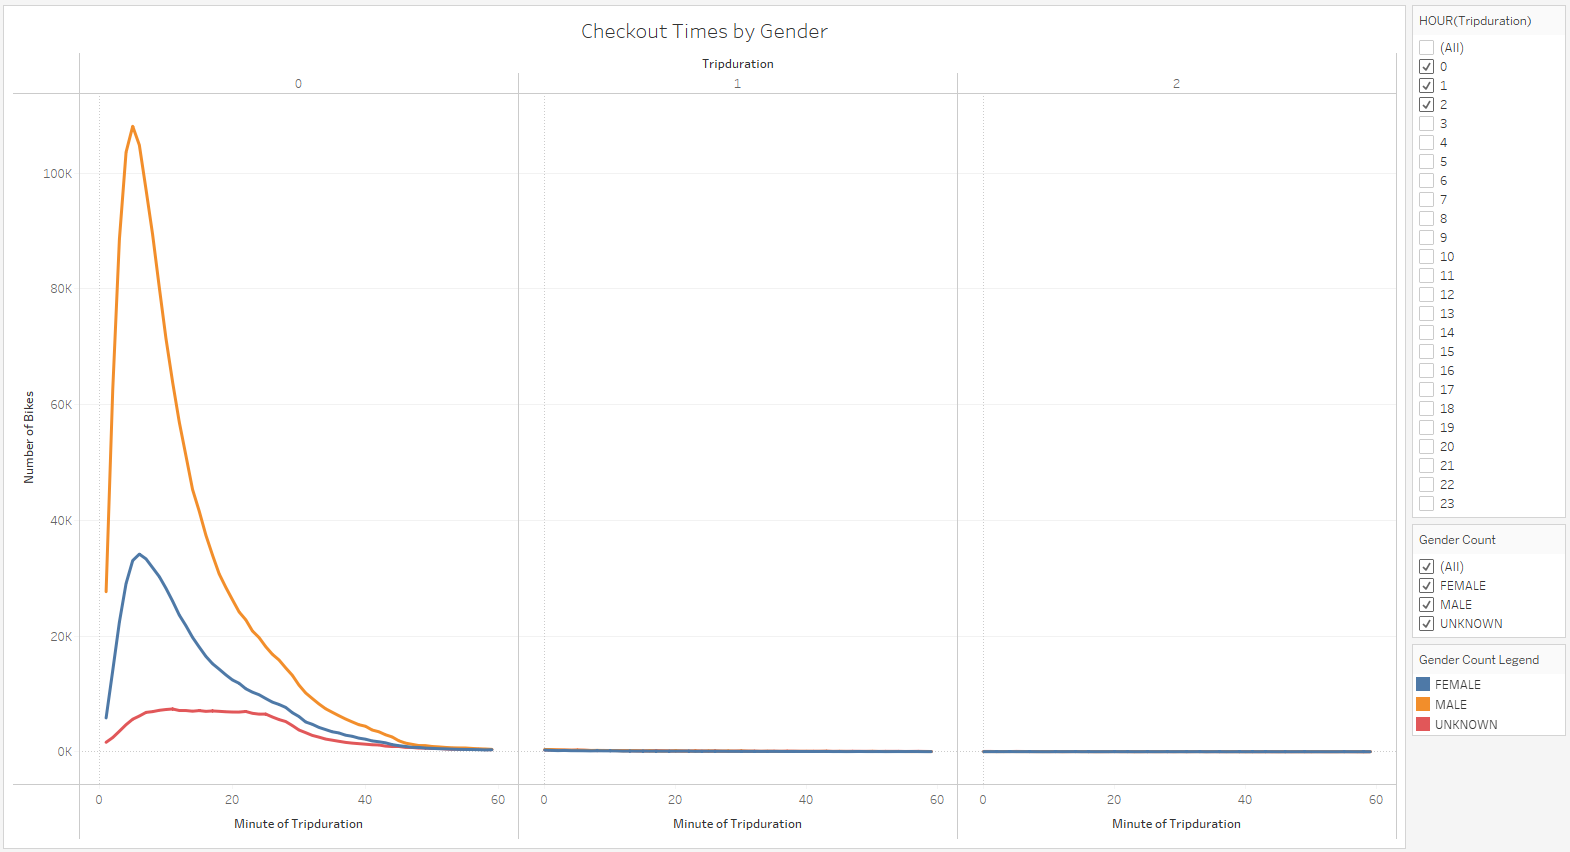 Checkout Times by Gender
Tripduration
0 1 2
100K
80K
60K
40K
20K
0K
Number of Bikes
0 20 40 60 0 20 40 60 0 20 40 60
Minute of Tripduration Minute of Tripduration Minute of Tripduration
HOUR(Tripduration)
(All)
0
1
2
3
4
5
6
7
8
9
10
11
12
13
14
15
16
17
18
19
20
21
22
23
Gender Count
(All)
FEMALE
MALE
UNKNOWN
Gender Count Legend
FEMALE
MALE
UNKNOWN